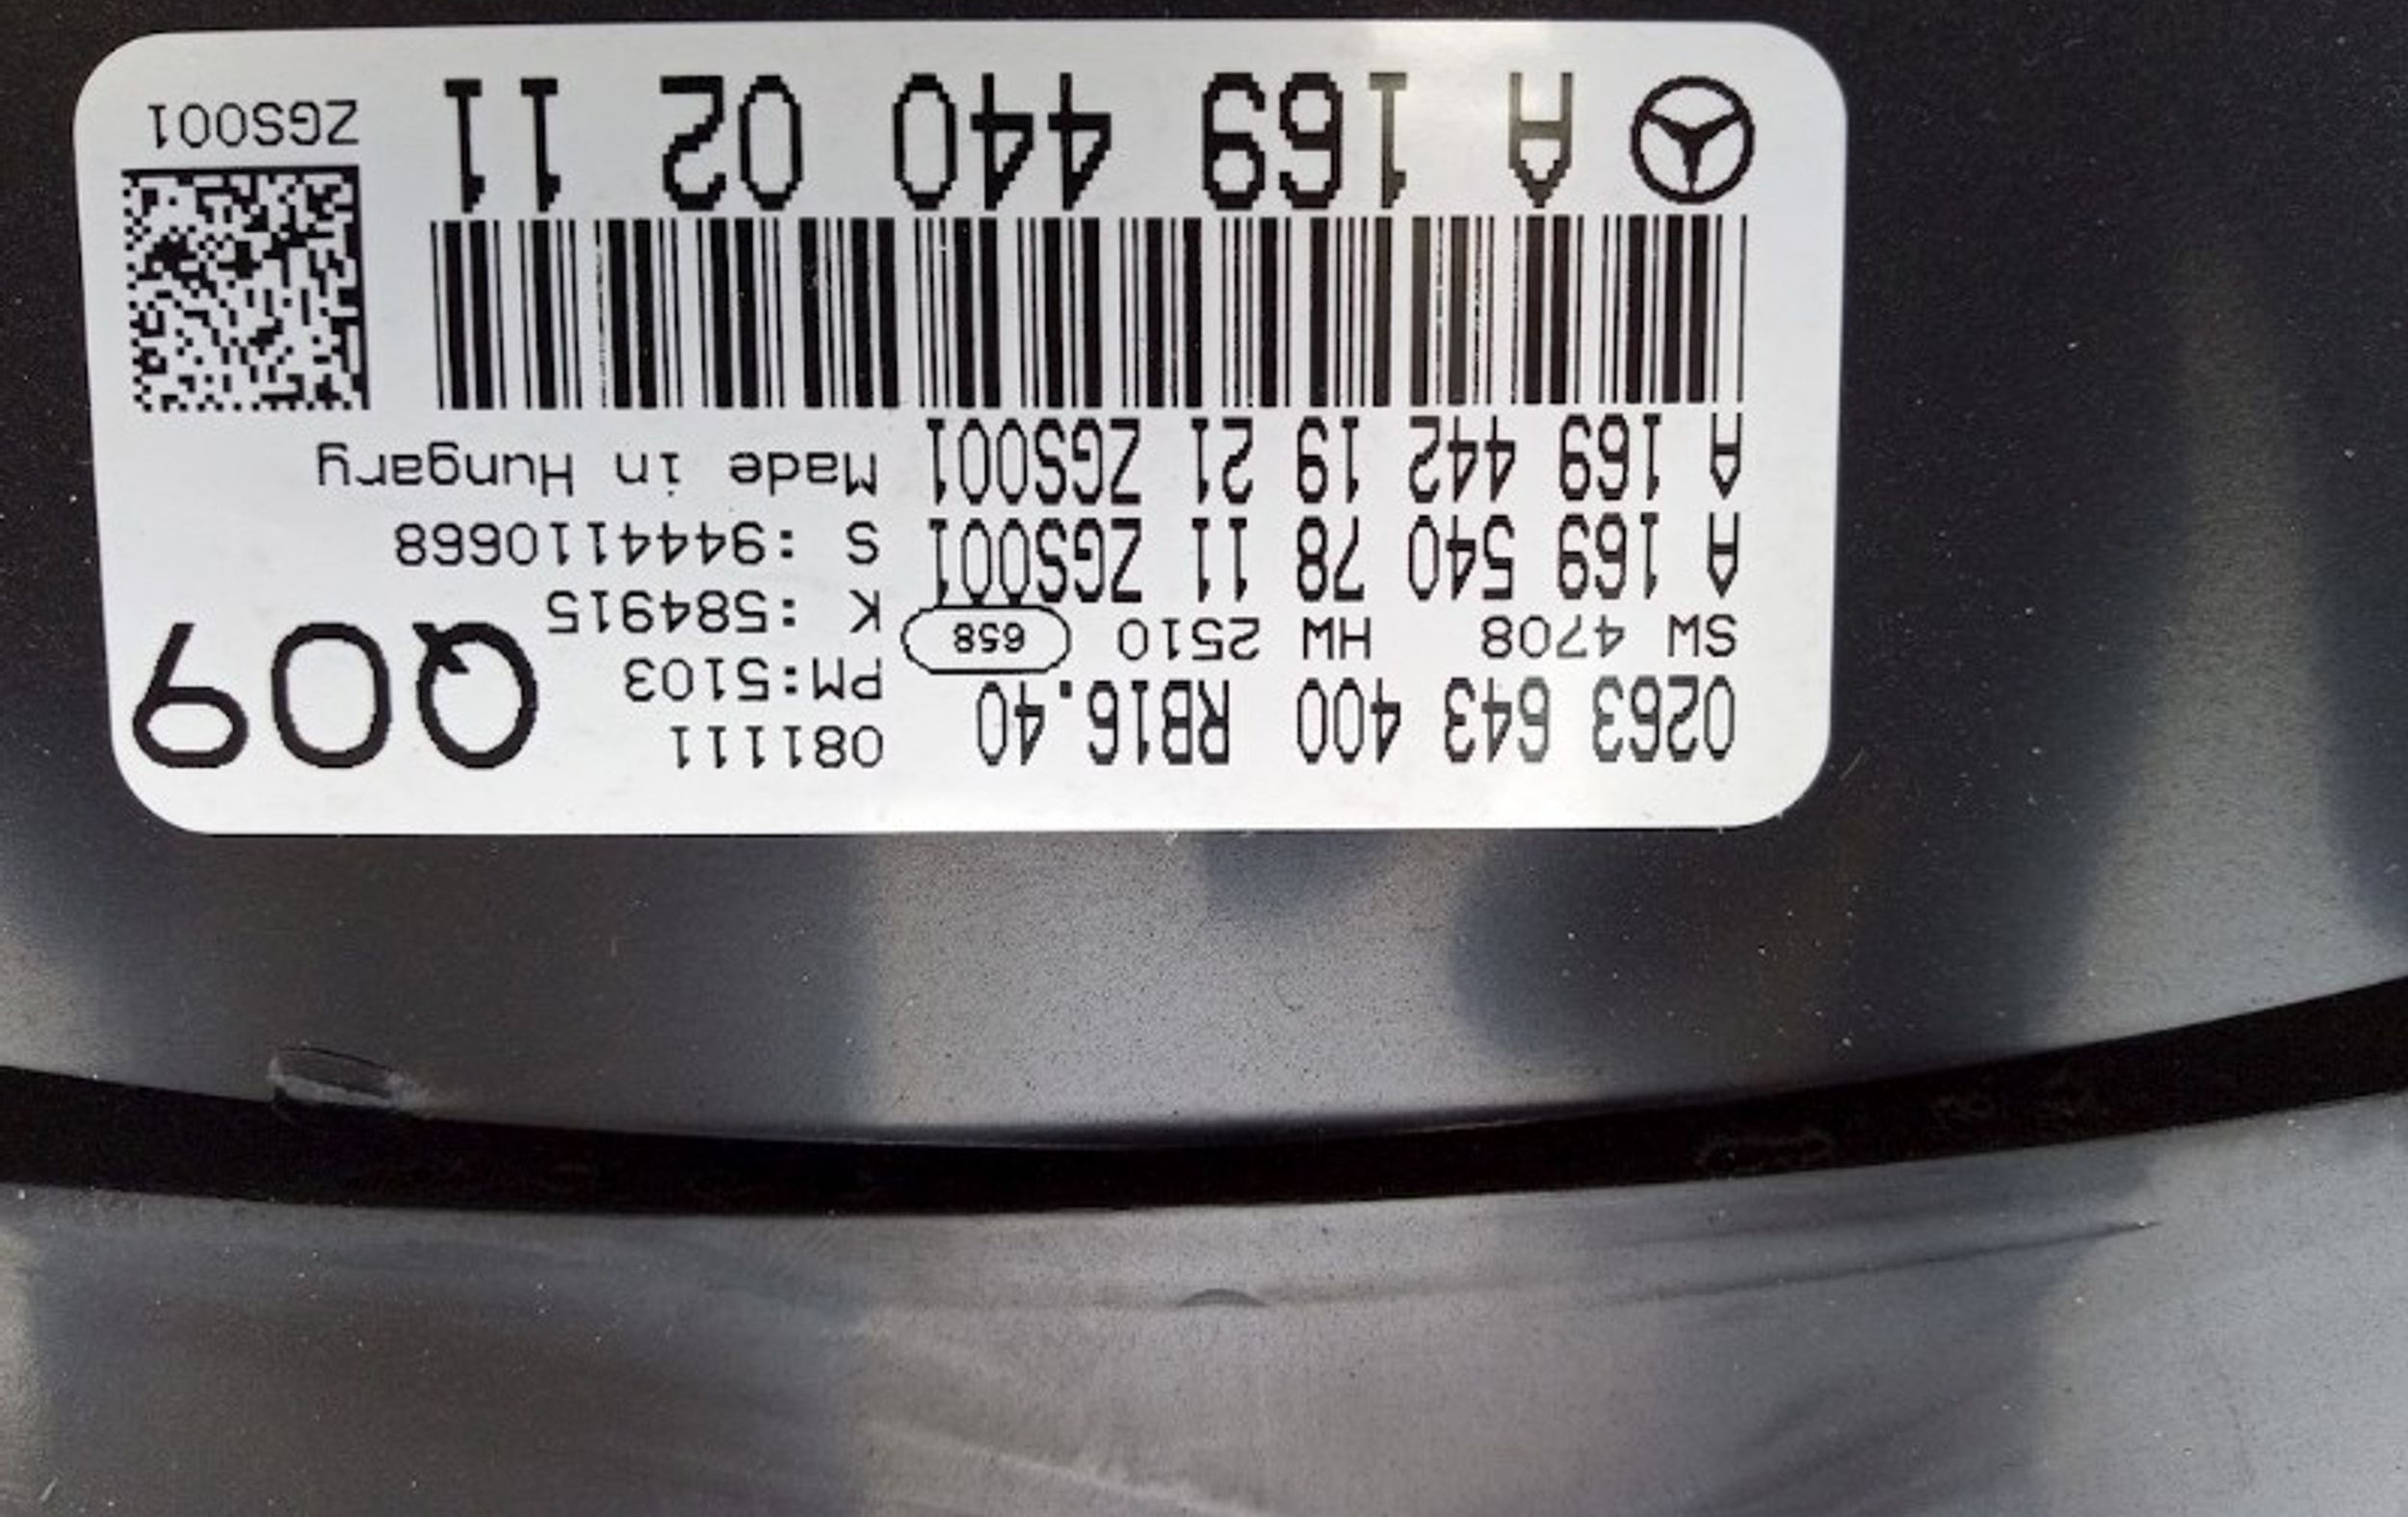 0263 643 400 RB16.40
SW 4708 HW 2510 658
A 169 540 78 11 ZGS001
A 169 442 19 21 ZGS001
081111
PM:5103
K :584915
S :9444110668
Made in Hungary
Q09
A 169 440 02 11
ZGS001